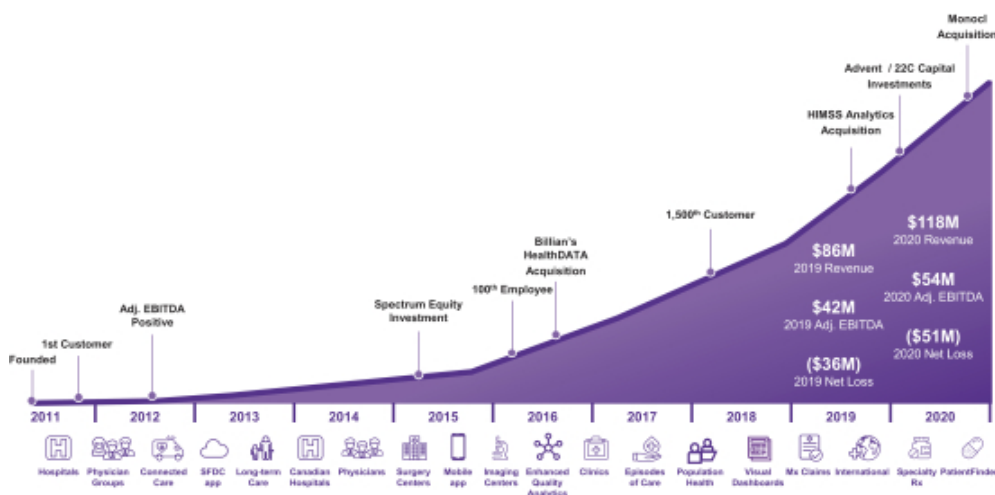 Monocl
Acquisition
Advent / 22C Capital
Investments
HIMSS Analytics
Acquisition
1,500th Customer
Billian's
HealthDATA
Acquisition
100th Employee
Spectrum Equity
Investment
Adj. EBITDA
Positive
1st Customer
Founded
$86M
2019 Revenue
$42M
2019 Adj. EBITDA
($36M)
2019 Net Loss
$118M
2020 Revenue
$54M
2020 Adj. EBITDA
($51M)
2020 Net Loss
2011 2012 2013 2014 2015 2016 2017 2018 2019 2020
Hospitals
Physician
Groups
Connected
Care
SFDC
app
Long-term
Care
Canadian
Hospitals
Physicians
Surgery
Centers
Mobile
app
Imaging
Centers
Enhanced
Quality
Analytics
Clinics
Episodes
of Care
Population
Health
Visual
Dashboards
Mx Claims
International
Specialty
Rx
PatientFinder